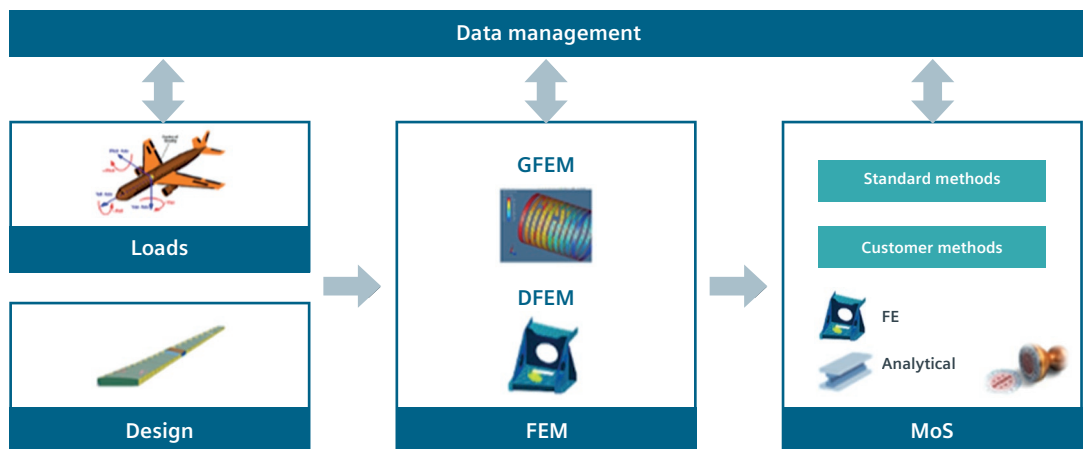 Data management
Loads
Design
GFEM
DFEM
FEM
Standard methods
Customer methods
FE
Analytical
MoS